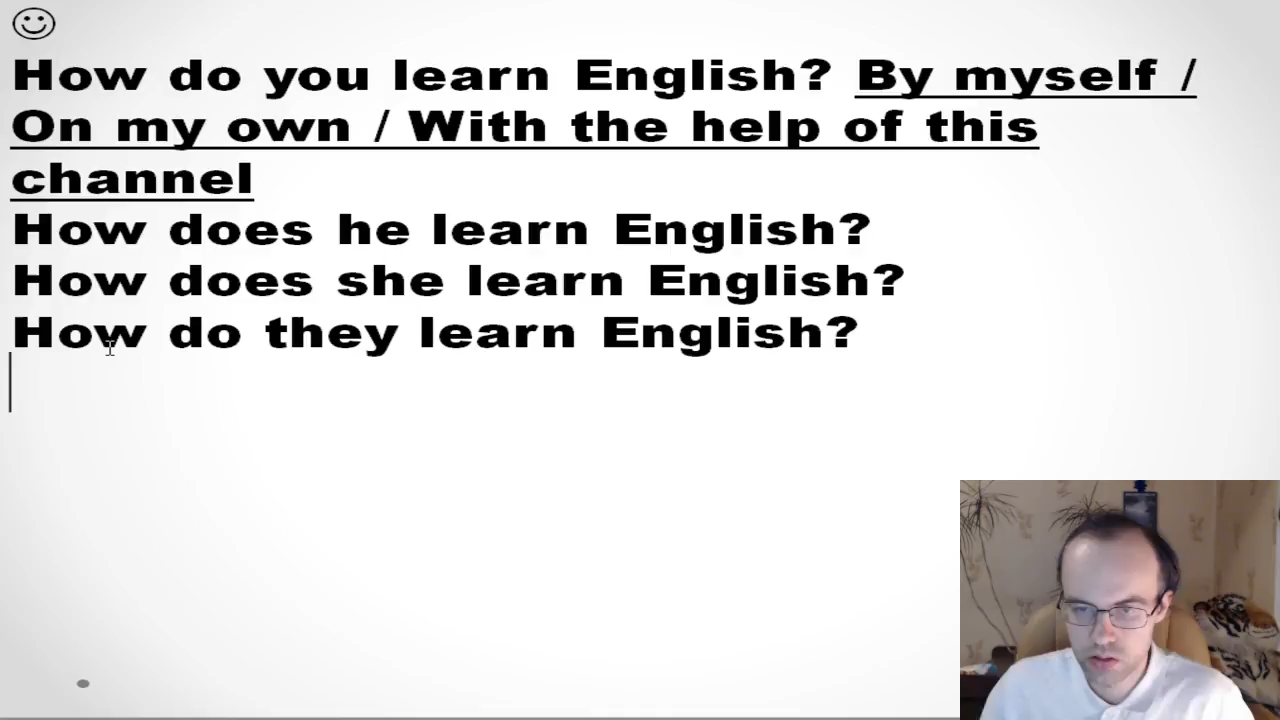 How do you learn English? By myself /
On my own / With the help of this
channel
How does he learn English?
How does she learn English?
How do they learn English?